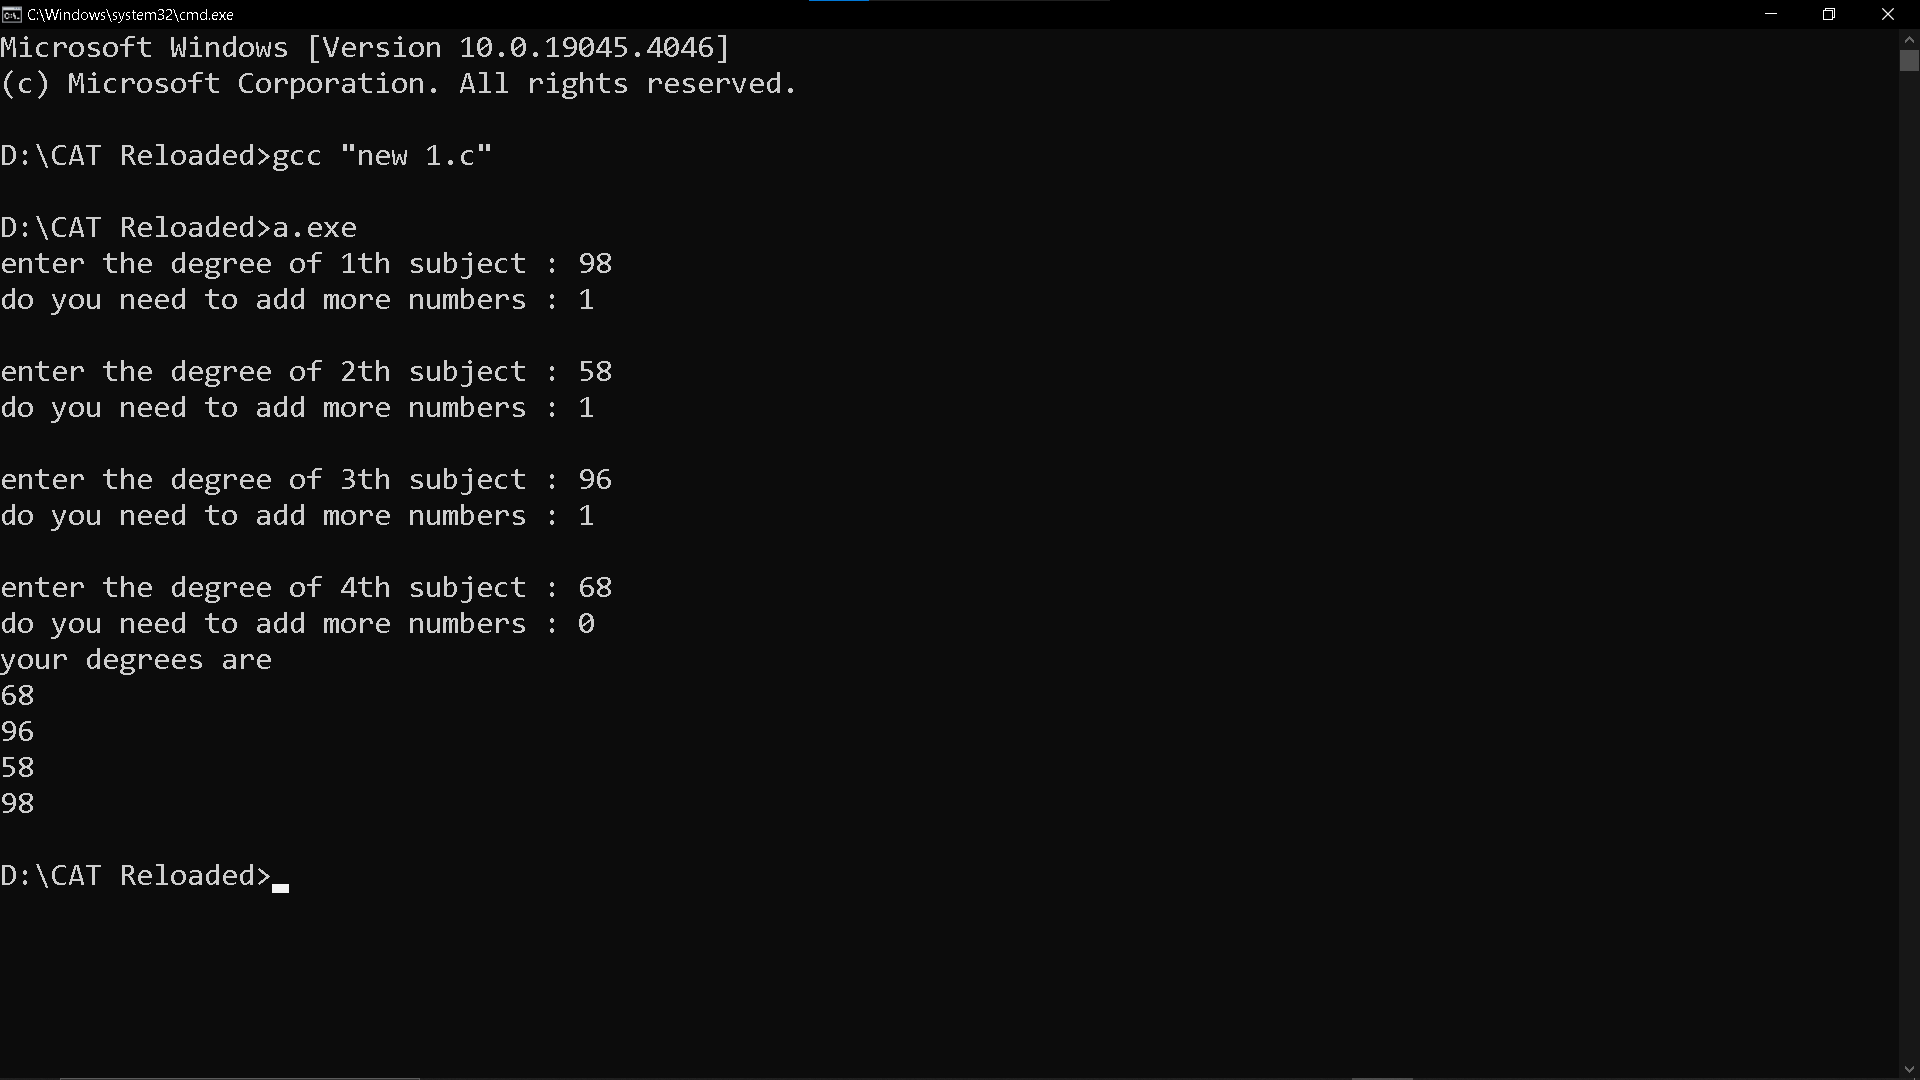 C:\Windows\system32\cmd.exe
Microsoft Windows [Version 10.0.19045.4046]
(c) Microsoft Corporation. All rights reserved.
D:\CAT Reloaded>gcc "new 1.c"
D:\CAT Reloaded>a.exe
enter the degree of 1th subject : 98
do you need to add more numbers : 1
enter the degree of 2th subject : 58
do you need to add more numbers : 1
enter the degree of 3th subject : 96
do you need to add more numbers : 1
enter the degree of 4th subject : 68
do you need to add more numbers : 0
your degrees are
68
96
58
98
D:\CAT Reloaded>